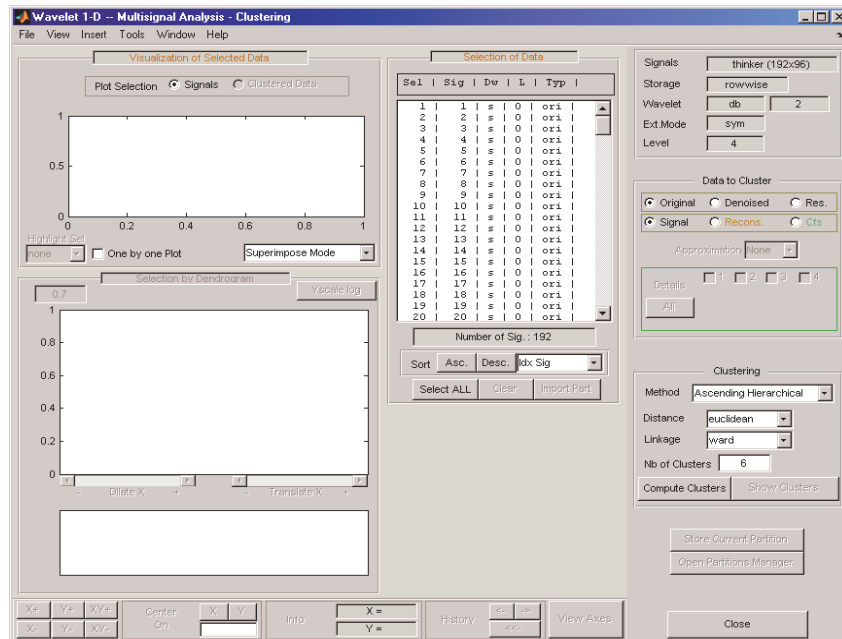 Wavelet 1-D -- Multisignal Analysis - Clustering
File View Insert Tools Window Help
Visualization of Selected Data
Plot Selection Signals Clustered Data
1
0.5
0
0 0.2 0.4 0.6 0.8 1
Highlight Sel
none One by one Plot Superimpose Mode
Selection by Dendrogram
0.7 Yscale log
1
0.8
0.6
0.4
0.2
0
- Dilate X + - Translate X +
Selection of Data
Sel | Sig | Dw | L | Typ |
1 | 1 | s | 0 | ori |
2 | 2 | s | 0 | ori |
3 | 3 | s | 0 | ori |
4 | 4 | s | 0 | ori |
5 | 5 | s | 0 | ori |
6 | 6 | s | 0 | ori |
7 | 7 | s | 0 | ori |
8 | 8 | s | 0 | ori |
9 | 9 | s | 0 | ori |
10 | 10 | s | 0 | ori |
11 | 11 | s | 0 | ori |
12 | 12 | s | 0 | ori |
13 | 13 | s | 0 | ori |
14 | 14 | s | 0 | ori |
15 | 15 | s | 0 | ori |
16 | 16 | s | 0 | ori |
17 | 17 | s | 0 | ori |
18 | 18 | s | 0 | ori |
19 | 19 | s | 0 | ori |
20 | 20 | s | 0 | ori |
Number of Sig. : 192
Sort Asc. Desc. Idx Sig
Select ALL Clear Import Part
Signals thinker (192x96)
Storage rowwise
Wavelet db 2
Ext.Mode sym
Level 4
Data to Cluster
Original Denoised Res.
Signal Recons. Cfs
Approximation None
Details 1 2 3 4
All
Clustering
Method Ascending Hierarchical
Distance euclidean
Linkage ward
Nb of Clusters 6
Compute Clusters Show Clusters
Store Current Partition
Open Partitions Manager
X+ Y+ XY+ Center On X Y Info X = History <- -> View Axes
X- Y- XY- Y = <<-
Close